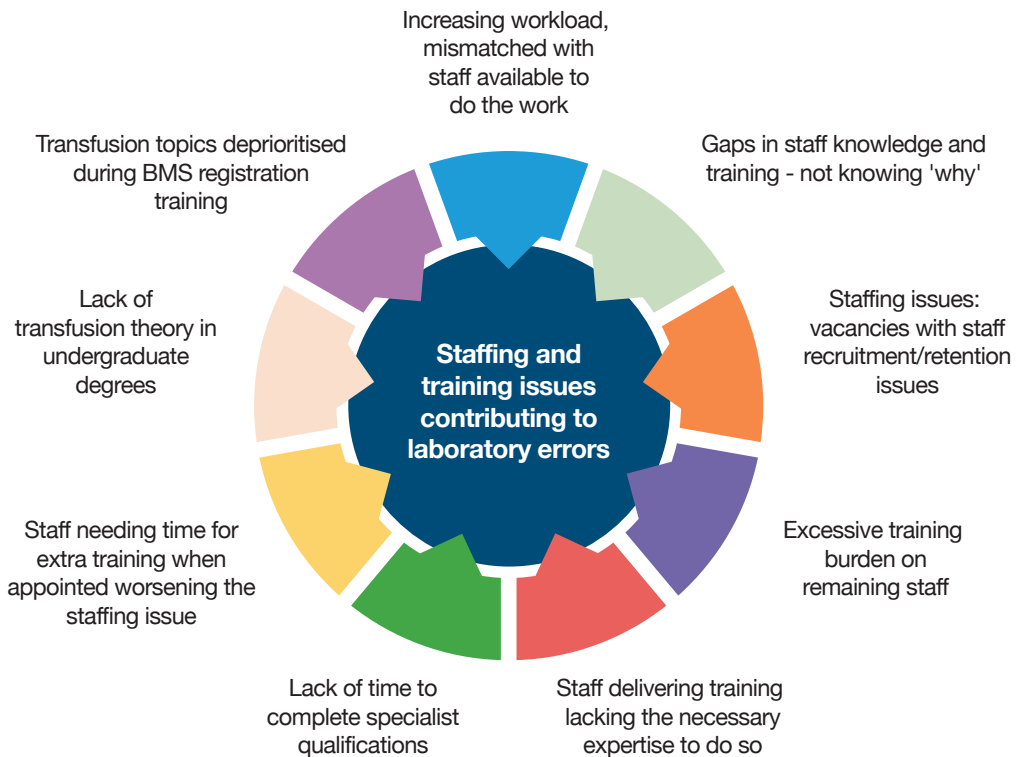 Increasing workload,
mismatched with
staff available to
do the work
Gaps in staff knowledge and
training - not knowing 'why'
Staffing issues:
vacancies with staff
recruitment/retention
issues
Excessive training
burden on
remaining staff
Staff delivering training
lacking the necessary
expertise to do so
Lack of time to
complete specialist
qualifications
Staff needing time for
extra training when
appointed worsening the
staffing issue
Lack of
transfusion theory in
undergraduate
degrees
Transfusion topics deprioritised
during BMS registration
training
Staffing and
training issues
contributing to
laboratory errors